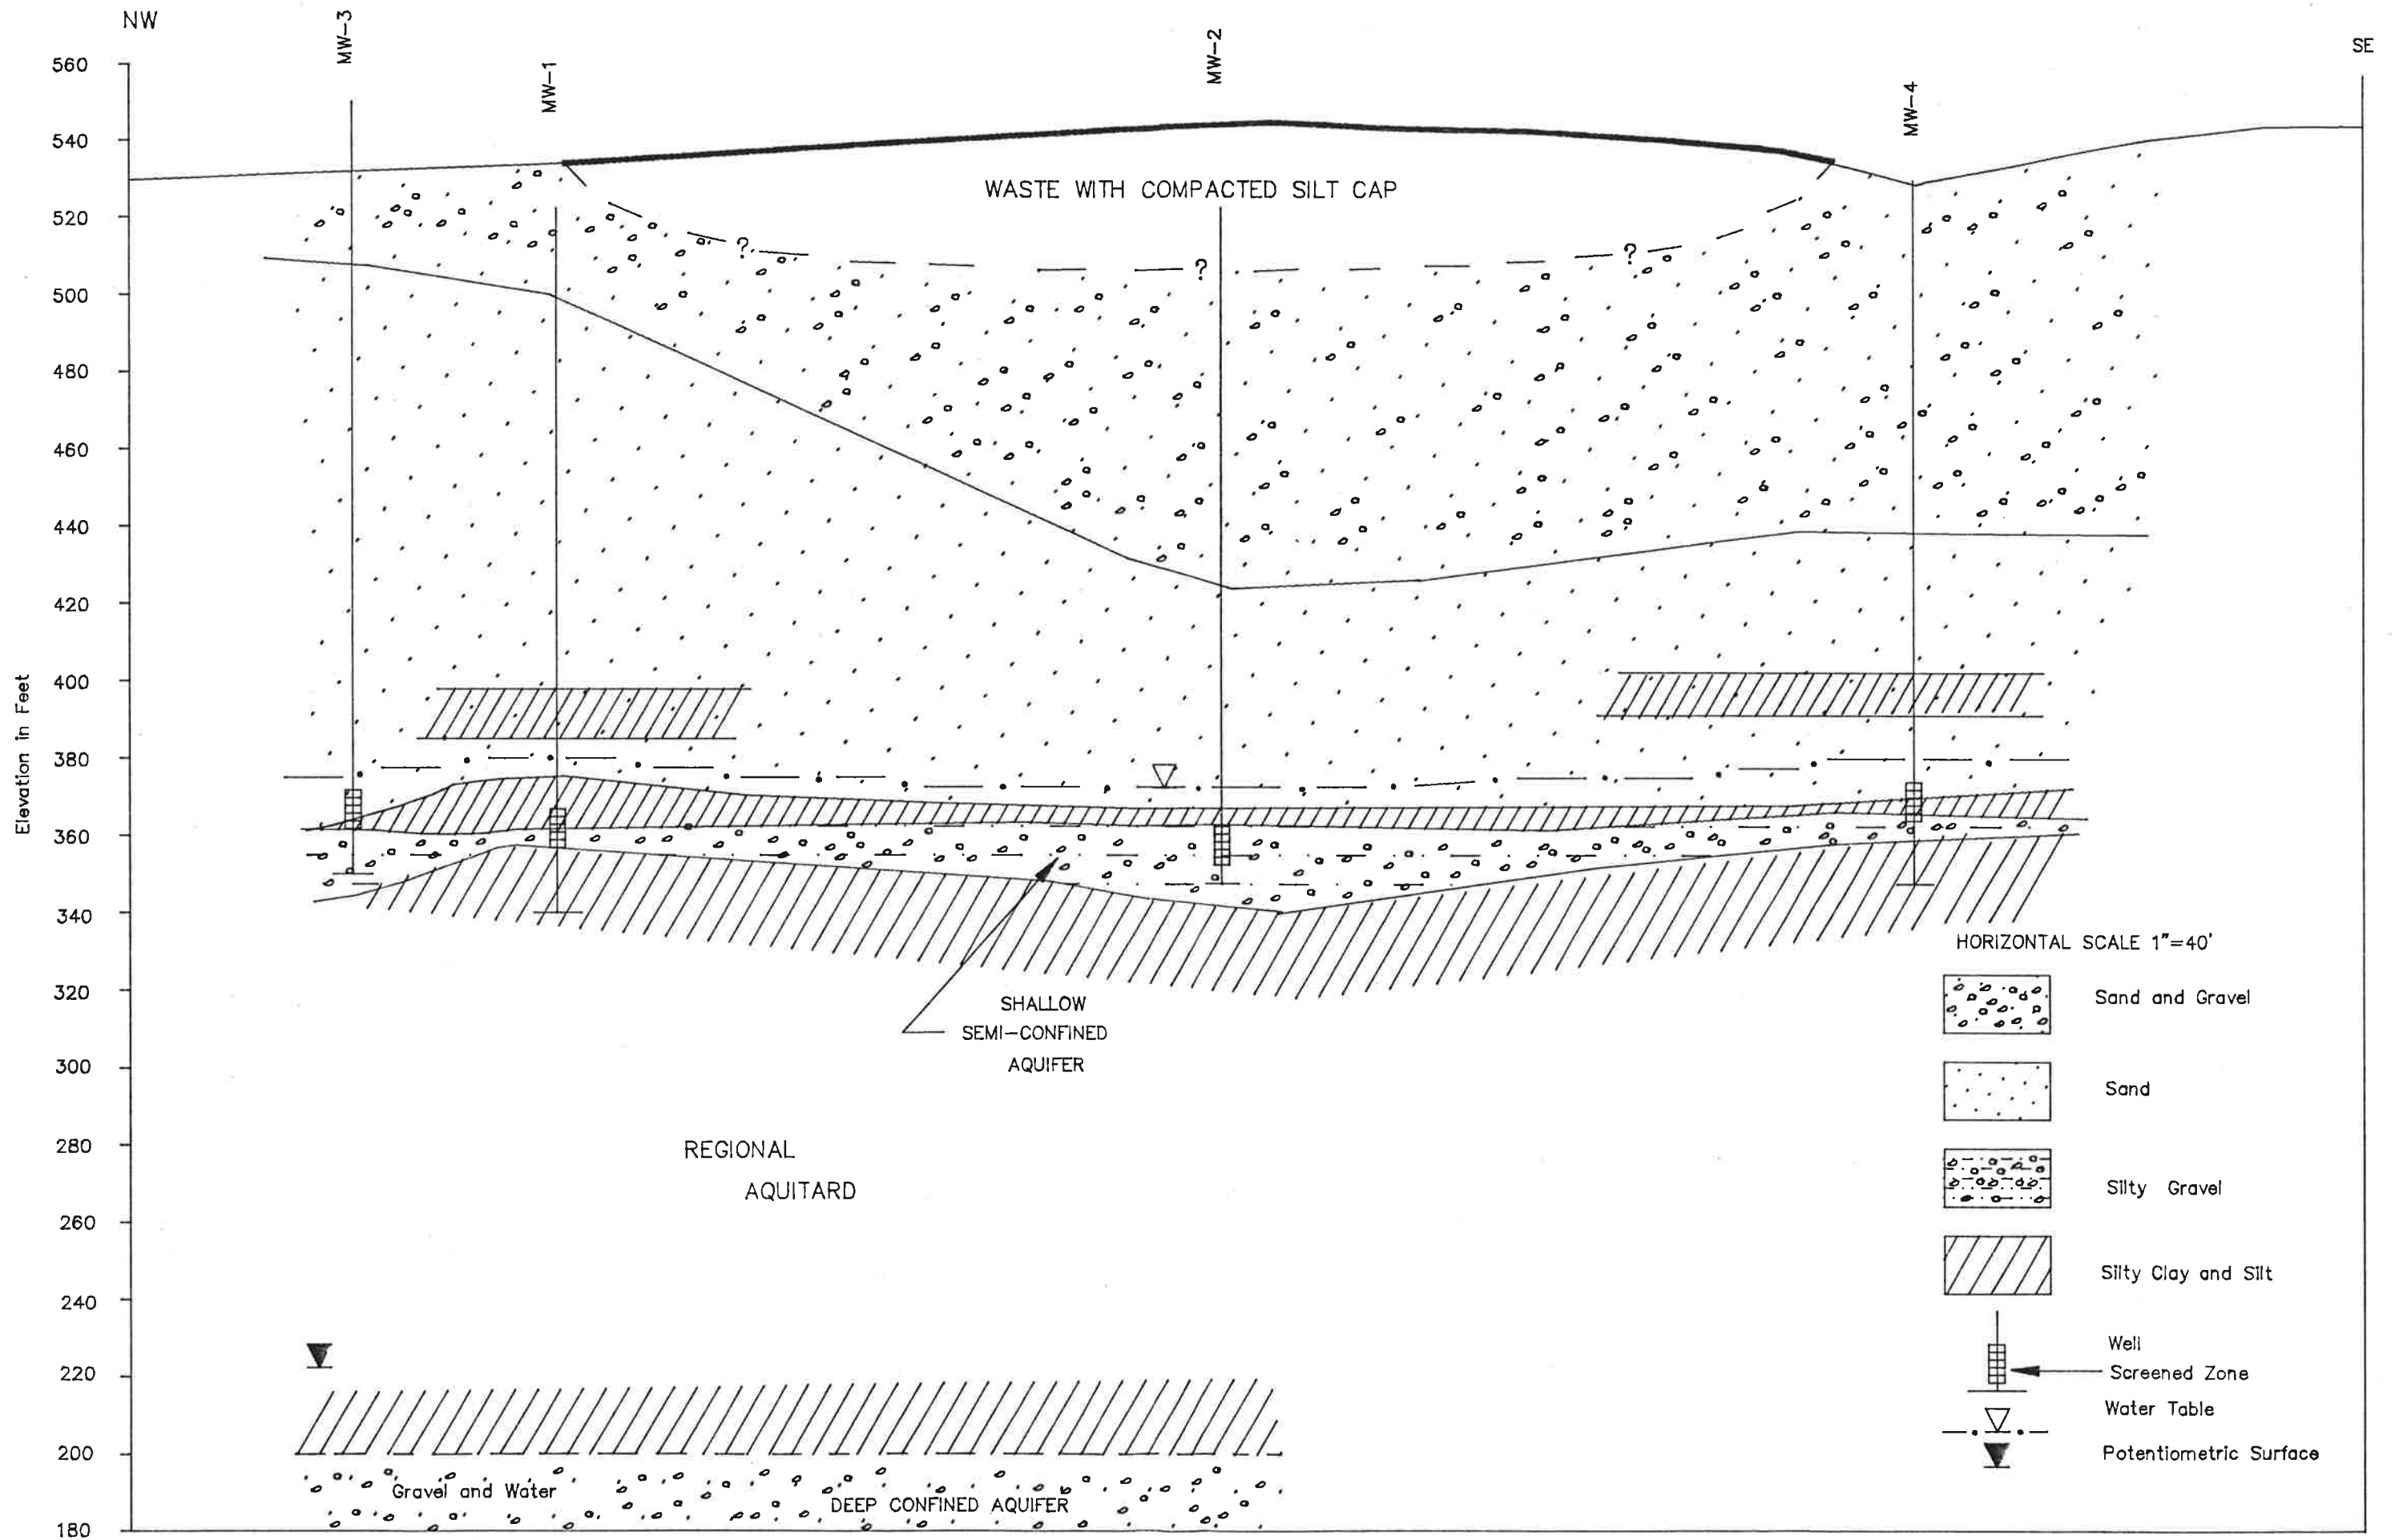 NW
MW-3
MW-1
MW-2
MW-4
SE
560
540
520
500
480
460
440
420
400
380
360
340
320
300
280
260
240
220
200
180
Elevation in Feet
WASTE WITH COMPACTED SILT CAP
?
?
?
SHALLOW
SEMI-CONFINED
AQUIFER
REGIONAL
AQUITARD
Gravel and Water
DEEP CONFINED AQUIFER
HORIZONTAL SCALE 1"=40'
Sand and Gravel
Sand
Silty Gravel
Silty Clay and Silt
Well
Screened Zone
Water Table
Potentiometric Surface